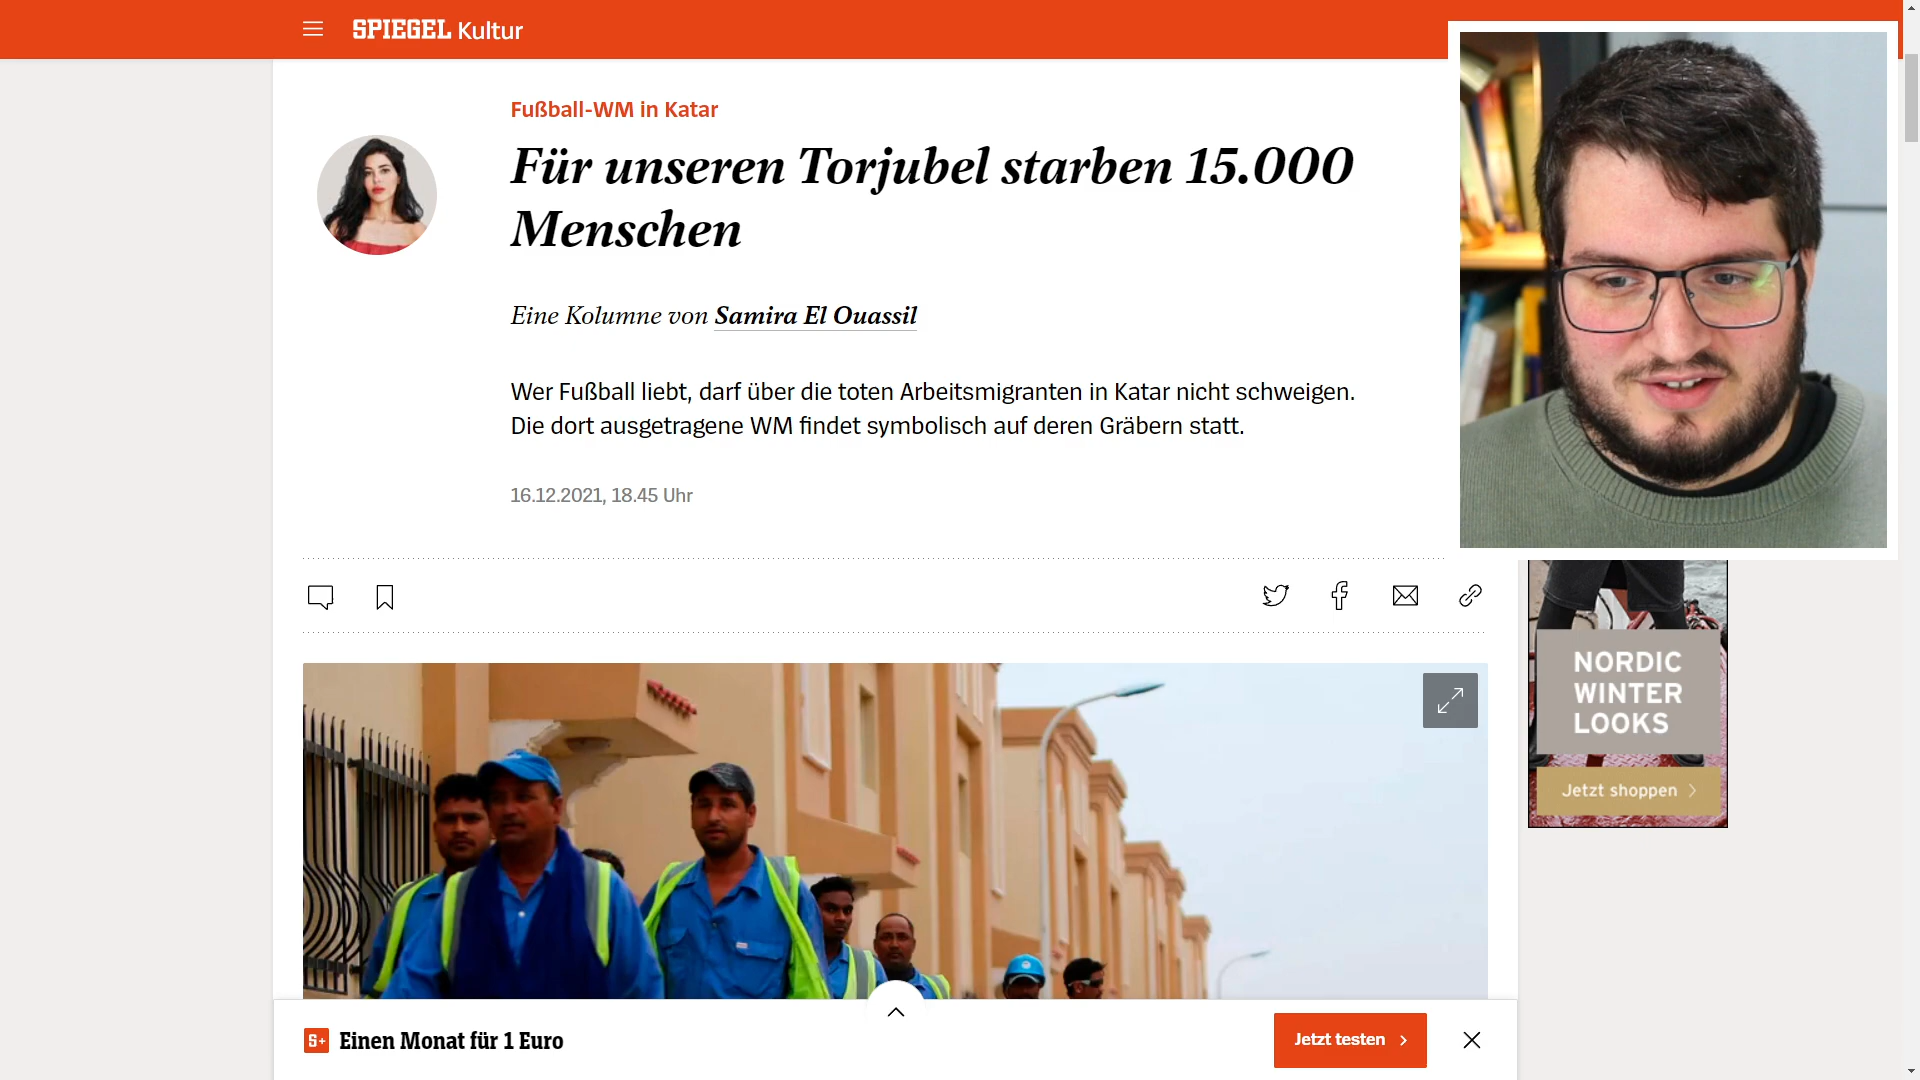 SPIEGEL Kultur
Fußball-WM in Katar
Für unseren Torjubel starben 15.000
Menschen
Eine Kolumne von Samira El Ouassil
Wer Fußball liebt, darf über die toten Arbeitsmigranten in Katar nicht schweigen.
Die dort ausgetragene WM findet symbolisch auf deren Gräbern statt.
16.12.2021, 18.45 Uhr
NORDIC
WINTER
LOOKS
Jetzt shoppen
S+ Einen Monat für 1 Euro
Jetzt testen